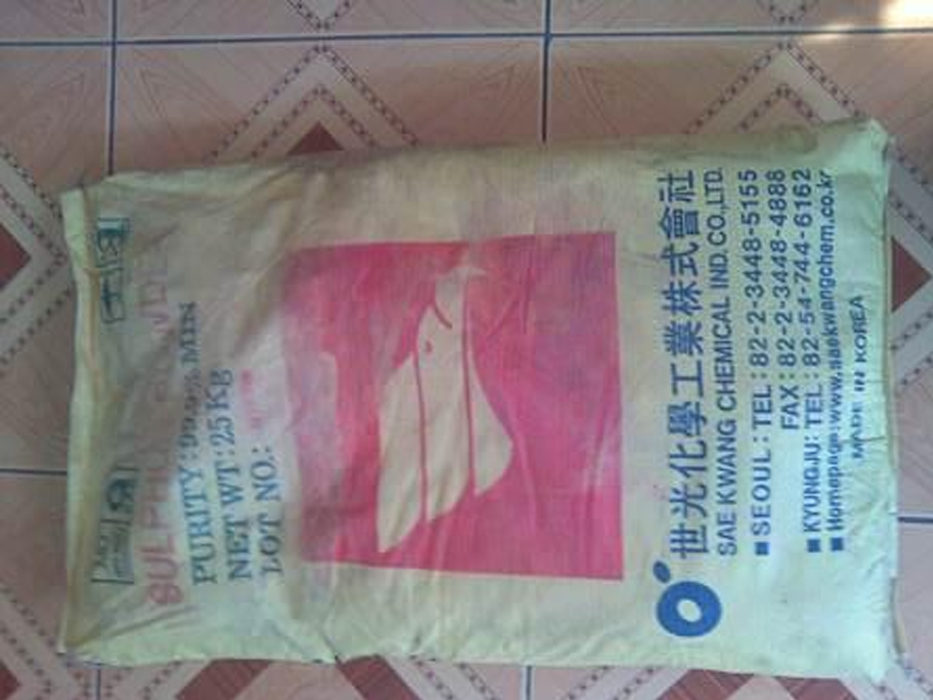 PURITY: 99.9% MIN
NET WT: 25 KG
LOT NO.:
世光化學工業株式會社
SAE KWANG CHEMICAL IND. CO.,LTD.
■ SEOUL : TEL : 82-2-3448-5155
FAX : 82-2-3448-4888
■ KYUNGJU: TEL : 82-54-744-6162
■ Homepage:www.saekwangchem.co.kr
MADE IN KOREA